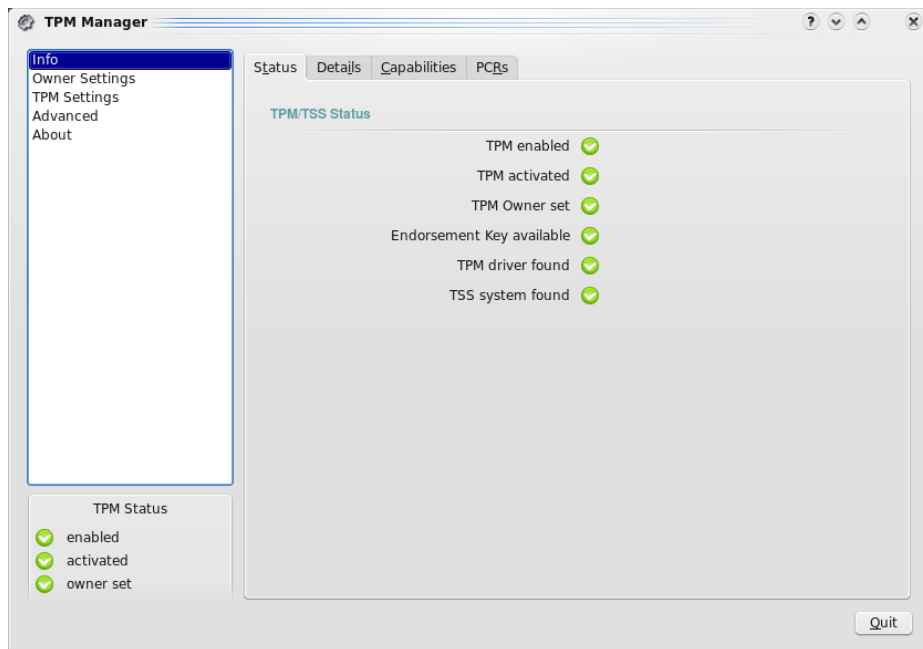 TPM Manager
Info
Owner Settings
TPM Settings
Advanced
About
Status Details Capabilities PCRs
TPM/TSS Status
TPM enabled
TPM activated
TPM Owner set
Endorsement Key available
TPM driver found
TSS system found
TPM Status
enabled
activated
owner set
Quit